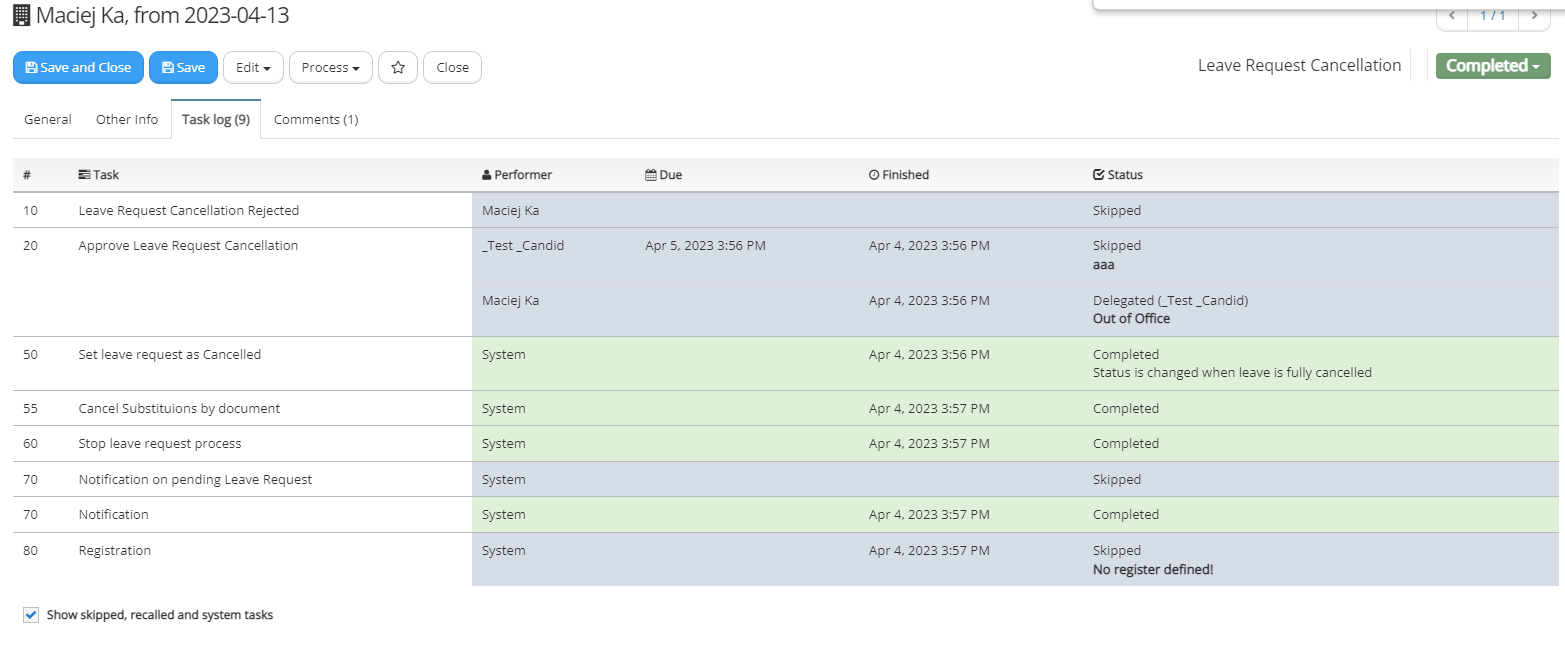 Maciej Ka, from 2023-04-13
1 / 1
Save and Close Save Edit Process Close
Leave Request Cancellation Completed
General Other Info Task log (9) Comments (1)
# Task Performer Due Finished Status
10 Leave Request Cancellation Rejected Maciej Ka Skipped
20 Approve Leave Request Cancellation _Test _Candid Apr 5, 2023 3:56 PM Apr 4, 2023 3:56 PM Skipped
aaa
Maciej Ka Apr 4, 2023 3:56 PM Delegated (_Test _Candid)
Out of Office
50 Set leave request as Cancelled System Apr 4, 2023 3:56 PM Completed
Status is changed when leave is fully cancelled
55 Cancel Substituions by document System Apr 4, 2023 3:57 PM Completed
60 Stop leave request process System Apr 4, 2023 3:57 PM Completed
70 Notification on pending Leave Request System Skipped
70 Notification System Apr 4, 2023 3:57 PM Completed
80 Registration System Apr 4, 2023 3:57 PM Skipped
No register defined!
Show skipped, recalled and system tasks